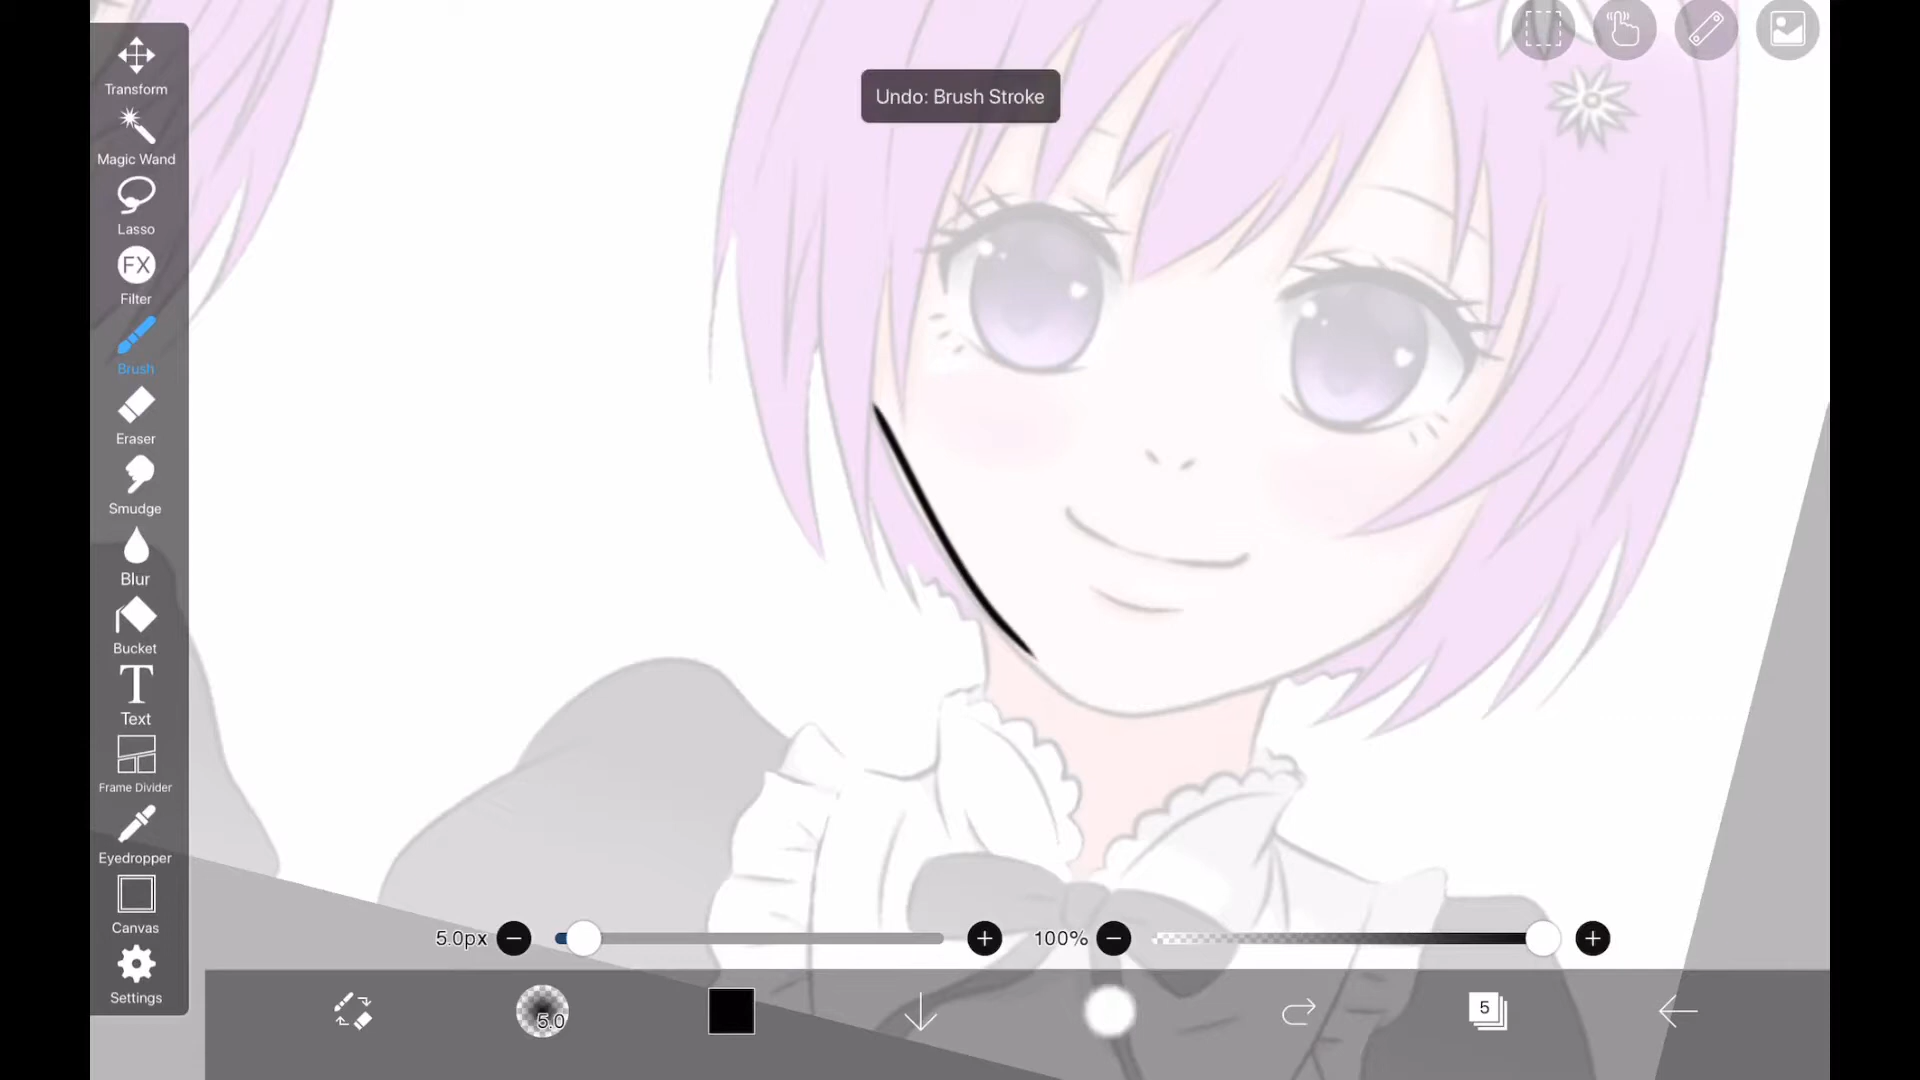 Undo: Brush Stroke
Transform
Magic Wand
Lasso
FX
Filter
Brush
Eraser
Smudge
Blur
Bucket
T
Text
Frame Divider
Eyedropper
Canvas
Settings
5.0px
100%
5.0
5